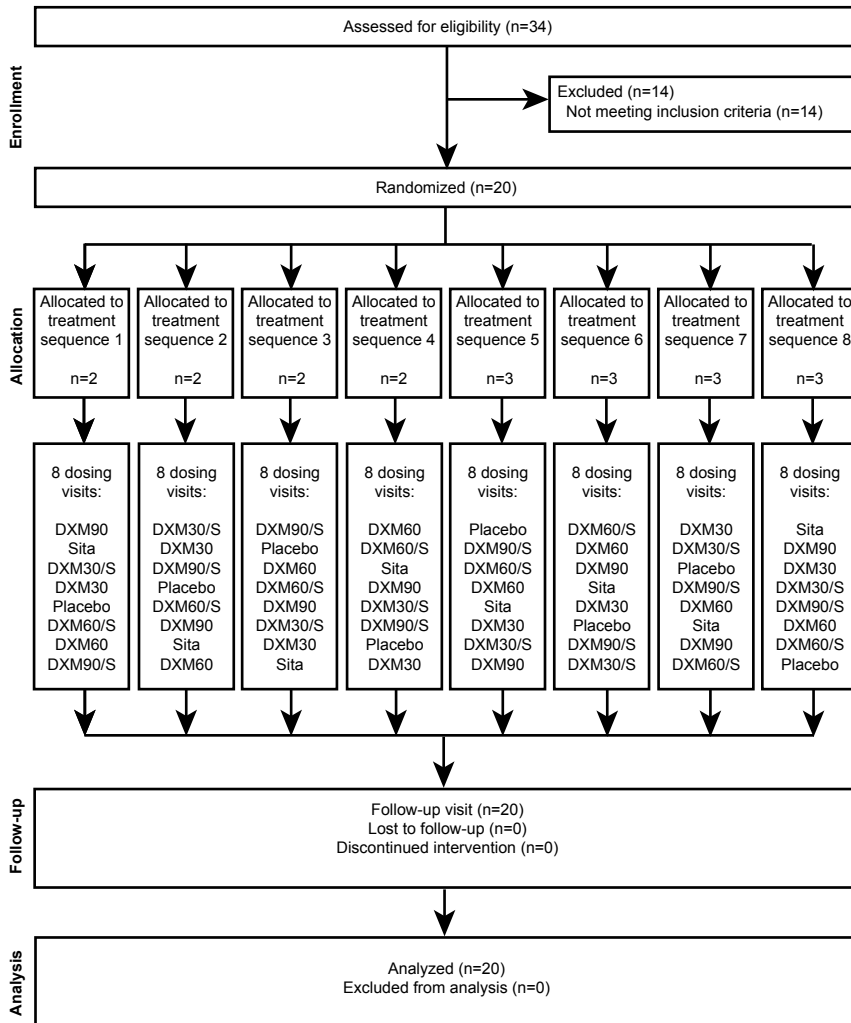 Assessed for eligibility (n=34)
Enrollment
Excluded (n=14)
Not meeting inclusion criteria (n=14)
Randomized (n=20)
Allocation
Allocated to
treatment
sequence 1
n=2
Allocated to
treatment
sequence 2
n=2
Allocated to
treatment
sequence 3
n=2
Allocated to
treatment
sequence 4
n=2
Allocated to
treatment
sequence 5
n=3
Allocated to
treatment
sequence 6
n=3
Allocated to
treatment
sequence 7
n=3
Allocated to
treatment
sequence 8
n=3
8 dosing
visits:
DXM90
Sita
DXM30/S
DXM30
Placebo
DXM60/S
DXM60
DXM90/S
8 dosing
visits:
DXM30/S
DXM30
DXM90/S
Placebo
DXM60/S
DXM90
Sita
DXM60
8 dosing
visits:
DXM90/S
Placebo
DXM60
DXM60/S
DXM90
DXM30/S
DXM30
Sita
8 dosing
visits:
DXM60
DXM60/S
Sita
DXM90
DXM30/S
DXM90/S
Placebo
DXM30
8 dosing
visits:
Placebo
DXM90/S
DXM60/S
DXM60
Sita
DXM30
DXM30/S
DXM90
8 dosing
visits:
DXM60/S
DXM60
DXM90
Sita
DXM30
Placebo
DXM90/S
DXM30/S
8 dosing
visits:
DXM30
DXM30/S
Placebo
DXM90/S
DXM60
Sita
DXM90
DXM60/S
8 dosing
visits:
Sita
DXM90
DXM30
DXM30/S
DXM90/S
DXM60
DXM60/S
Placebo
Follow-up
Follow-up visit (n=20)
Lost to follow-up (n=0)
Discontinued intervention (n=0)
Analysis
Analyzed (n=20)
Excluded from analysis (n=0)